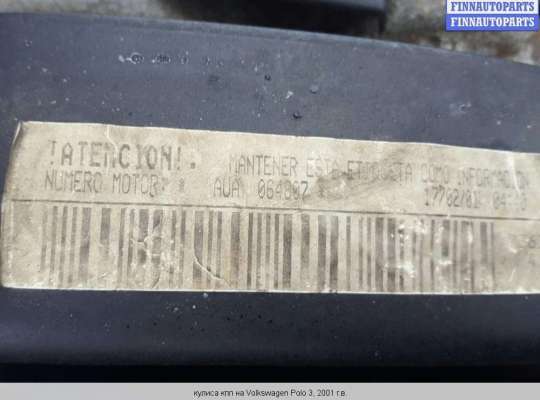 FINNAUTOPARTS
FINNAUTOPARTS
!ATENCION!. MANTENER ESTA ETIQUETA COMO INFORMACION
NUMERO MOTOR: * AUA 064897 * 17/02/01
кулиса кпп на Volkswagen Polo 3, 2001 г.в.